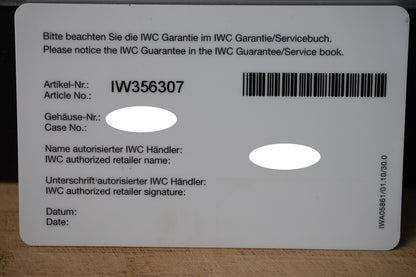 Bitte beachten Sie die IWC Garantie im IWC Garantie/Servicebuch.
Please notice the IWC Guarantee in the IWC Guarantee/Service book.
Artikel-Nr.: IW356307
Article No.:
Gehäuse-Nr.:
Case No.:
Name autorisierter IWC Händler:
IWC authorized retailer name:
Unterschrift autorisierter IWC Händler:
IWC authorized retailer signature:
Datum:
Date:
IWA05861/01.10/30.0